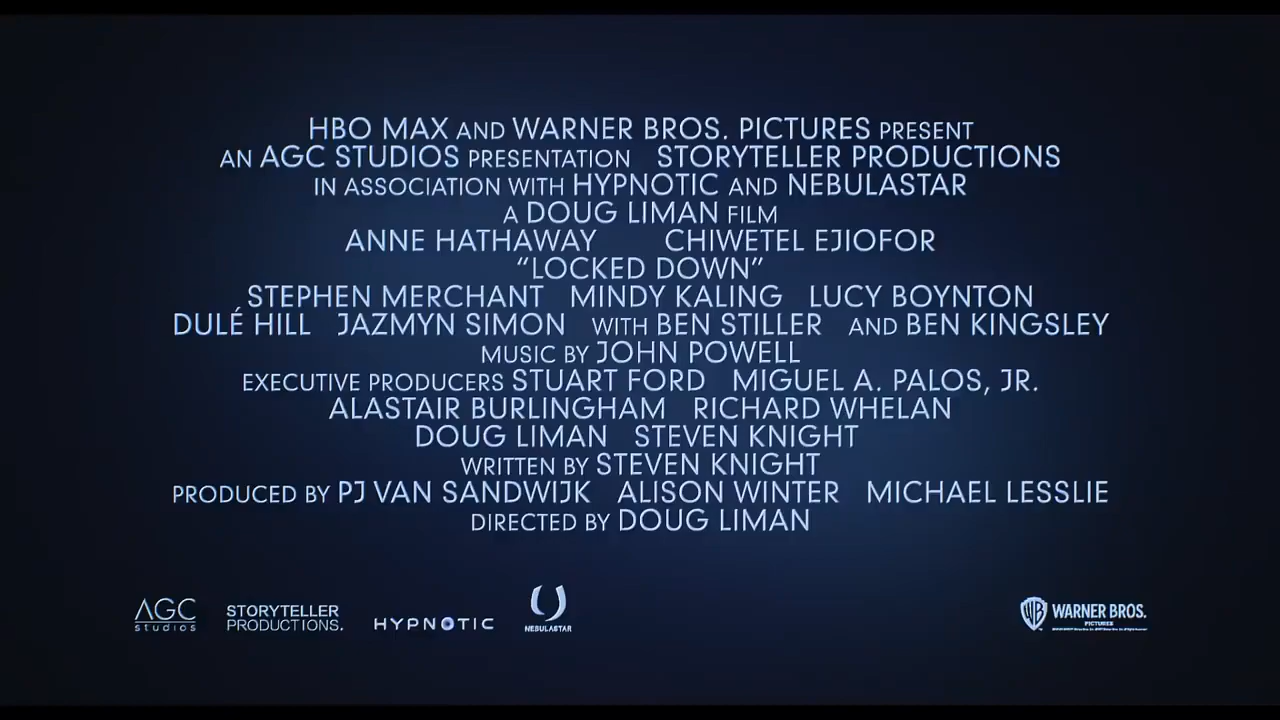 HBO MAX AND WARNER BROS. PICTURES PRESENT
AN AGC STUDIOS PRESENTATION STORYTELLER PRODUCTIONS
IN ASSOCIATION WITH HYPNOTIC AND NEBULASTAR
A DOUG LIMAN FILM
ANNE HATHAWAY CHIWETEL EJIOFOR
“LOCKED DOWN”
STEPHEN MERCHANT MINDY KALING LUCY BOYNTON
DULÉ HILL JAZMYN SIMON WITH BEN STILLER AND BEN KINGSLEY
MUSIC BY JOHN POWELL
EXECUTIVE PRODUCERS STUART FORD MIGUEL A. PALOS, JR.
ALASTAIR BURLINGHAM RICHARD WHELAN
DOUG LIMAN STEVEN KNIGHT
WRITTEN BY STEVEN KNIGHT
PRODUCED BY PJ VAN SANDWIJK ALISON WINTER MICHAEL LESSLIE
DIRECTED BY DOUG LIMAN
AGC
studios
STORYTELLER
PRODUCTIONS.
HYPNOTIC
NEBULASTAR
WB WARNER BROS.
PICTURES